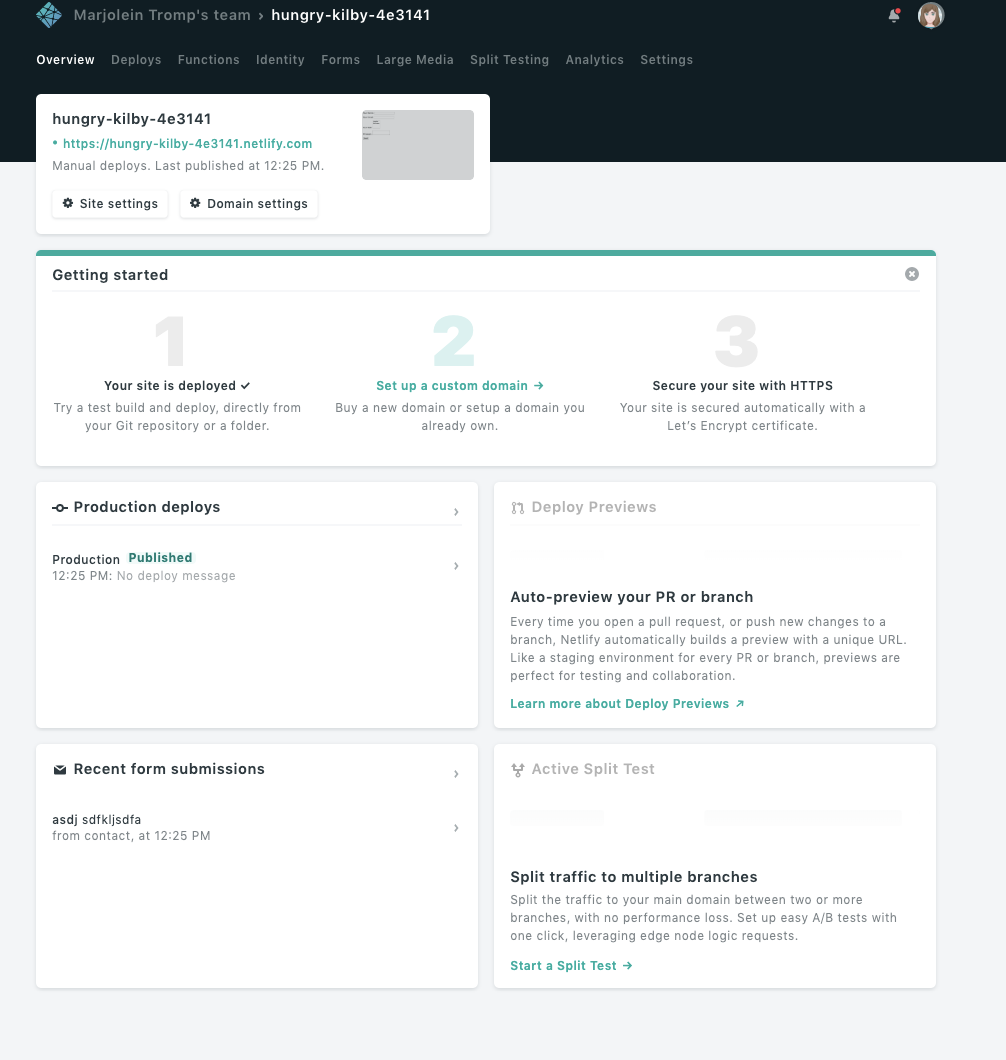 Marjolein Tromp's team › hungry-kilby-4e3141
Overview Deploys Functions Identity Forms Large Media Split Testing Analytics Settings
hungry-kilby-4e3141
• https://hungry-kilby-4e3141.netlify.com
Manual deploys. Last published at 12:25 PM.
Site settings Domain settings
Getting started
1
Your site is deployed ✓
Try a test build and deploy, directly from
your Git repository or a folder.
2
Set up a custom domain →
Buy a new domain or setup a domain you
already own.
3
Secure your site with HTTPS
Your site is secured automatically with a
Let's Encrypt certificate.
Production deploys
Production Published
12:25 PM: No deploy message
Deploy Previews
Auto-preview your PR or branch
Every time you open a pull request, or push new changes to a
branch, Netlify automatically builds a preview with a unique URL.
Like a staging environment for every PR or branch, previews are
perfect for testing and collaboration.
Learn more about Deploy Previews ↗
Recent form submissions
asdj sdfkljsdfa
from contact, at 12:25 PM
Active Split Test
Split traffic to multiple branches
Split the traffic to your main domain between two or more
branches, with no performance loss. Set up easy A/B tests with
one click, leveraging edge node logic requests.
Start a Split Test →